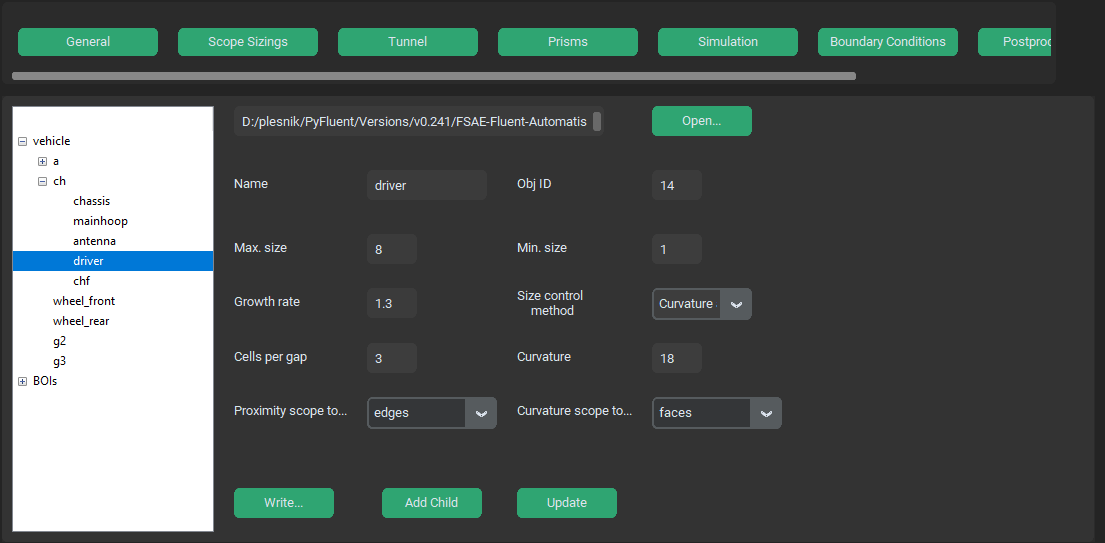 General Scope Sizings Tunnel Prisms Simulation Boundary Conditions Postproc
D:/plesnik/PyFluent/Versions/v0.241/FSAE-Fluent-Automatis Open...
vehicle
a
ch
chassis
mainhoop
antenna
driver
chf
wheel_front
wheel_rear
g2
g3
BOIs
Name driver Obj ID 14
Max. size 8 Min. size 1
Growth rate 1.3 Size control
method Curvature
Cells per gap 3 Curvature 18
Proximity scope to... edges Curvature scope to... faces
Write... Add Child Update